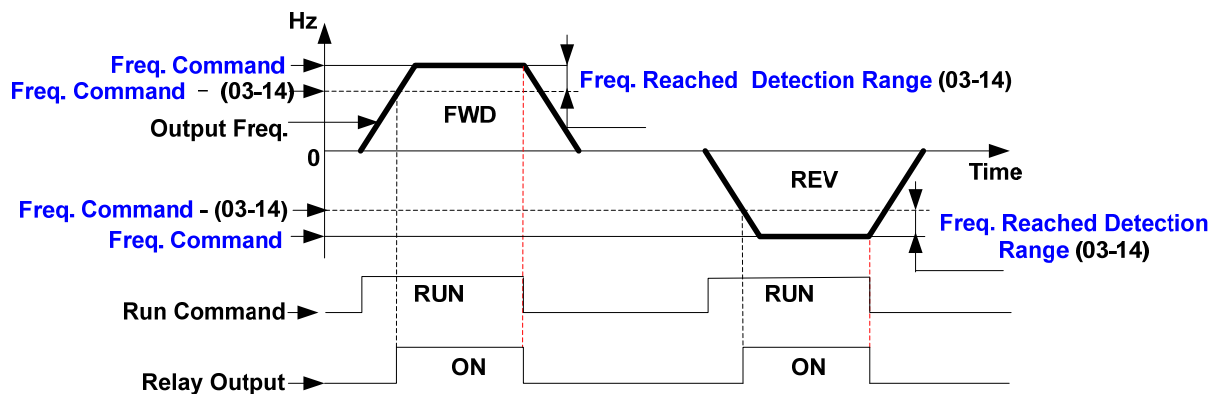 Hz
Freq. Command
Freq. Reached Detection Range (03-14)
Freq. Command - (03-14)
FWD
Output Freq.
0
Time
REV
Freq. Command - (03-14)
Freq. Reached Detection
Range (03-14)
Freq. Command
RUN
RUN
Run Command
ON
ON
Relay Output